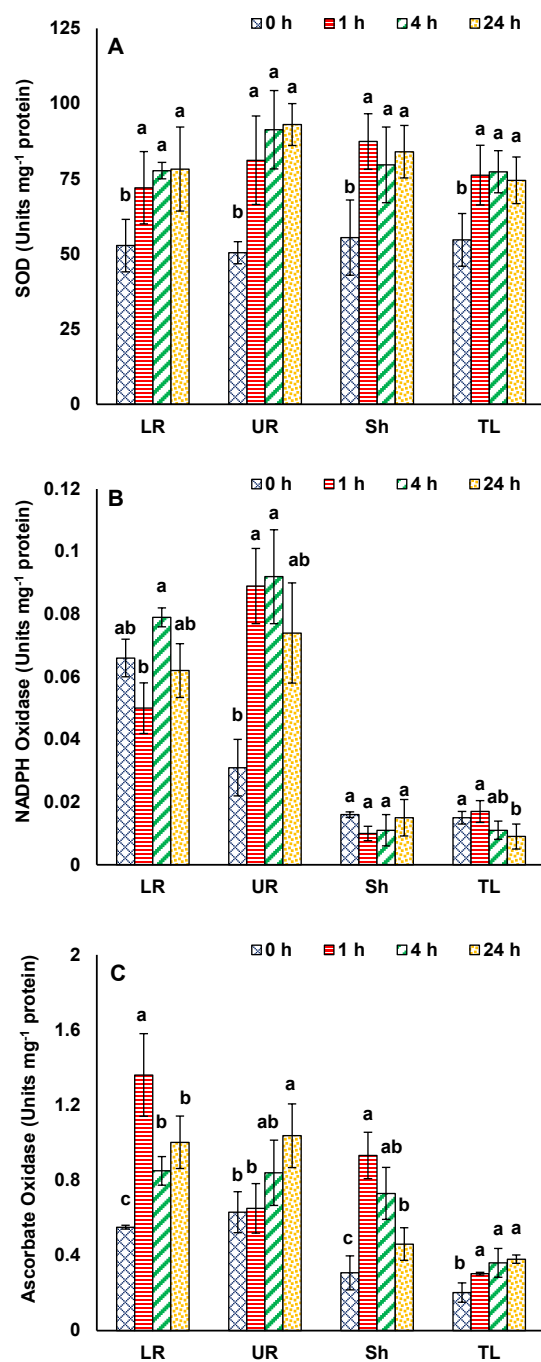 A
0 h 1 h 4 h 24 h
SOD (Units mg⁻¹ protein)
125
100
75
50
25
0
b a a a
b a a a
b a a a
b a a a
LR UR Sh TL
B
0 h 1 h 4 h 24 h
NADPH Oxidase (Units mg⁻¹ protein)
0.12
0.1
0.08
0.06
0.04
0.02
0
ab b a ab
b a a ab
a a a a
a a ab b
LR UR Sh TL
C
0 h 1 h 4 h 24 h
Ascorbate Oxidase (Units mg⁻¹ protein)
2
1.6
1.2
0.8
0.4
0
c a b b
b b ab a
c a ab b
b a a a
LR UR Sh TL